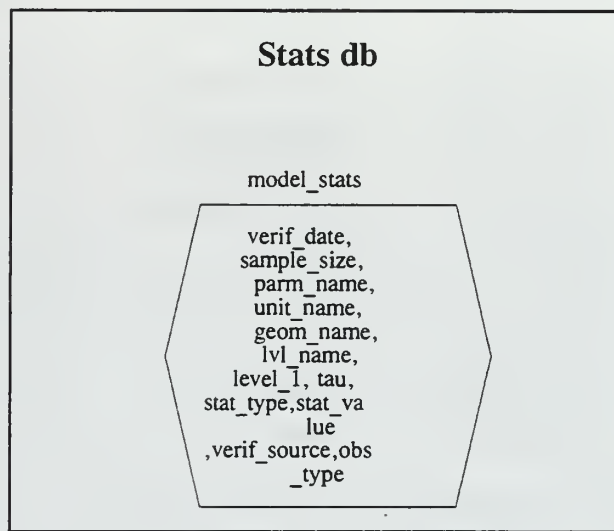 Stats db
model_stats
verif_date,
sample_size,
parm_name,
unit_name,
geom_name,
lvl_name,
level_1, tau,
stat_type,stat_va
lue
,verif_source,obs
_type